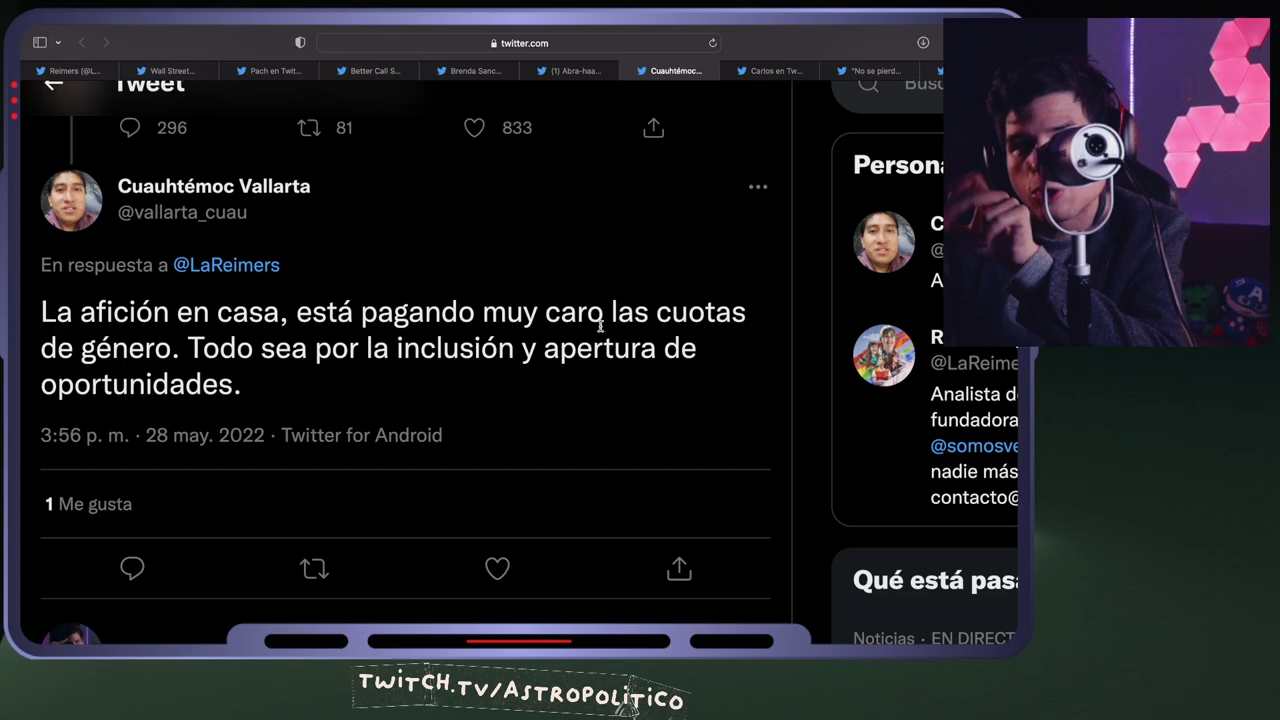 twitter.com
Reimers (@L...
Wall Street...
Pach en Twit...
Better Call S...
Brenda Sanc...
(1) Abra-haa...
Cuauhtémoc...
Carlos en Tw...
"No se pierd...
Tweet
Busc
296
81
833
Cuauhtémoc Vallarta
@vallarta_cuau
En respuesta a @LaReimers
La afición en casa, está pagando muy caro las cuotas
de género. Todo sea por la inclusión y apertura de
oportunidades.
3:56 p. m. · 28 may. 2022 · Twitter for Android
1 Me gusta
Persona
C
@
A
R
@LaReime
Analista d
fundadora
@somosve
nadie más
contacto@
Qué está pasa
Noticias · EN DIRECT
TWITCH.TV/ASTROPOLITICO